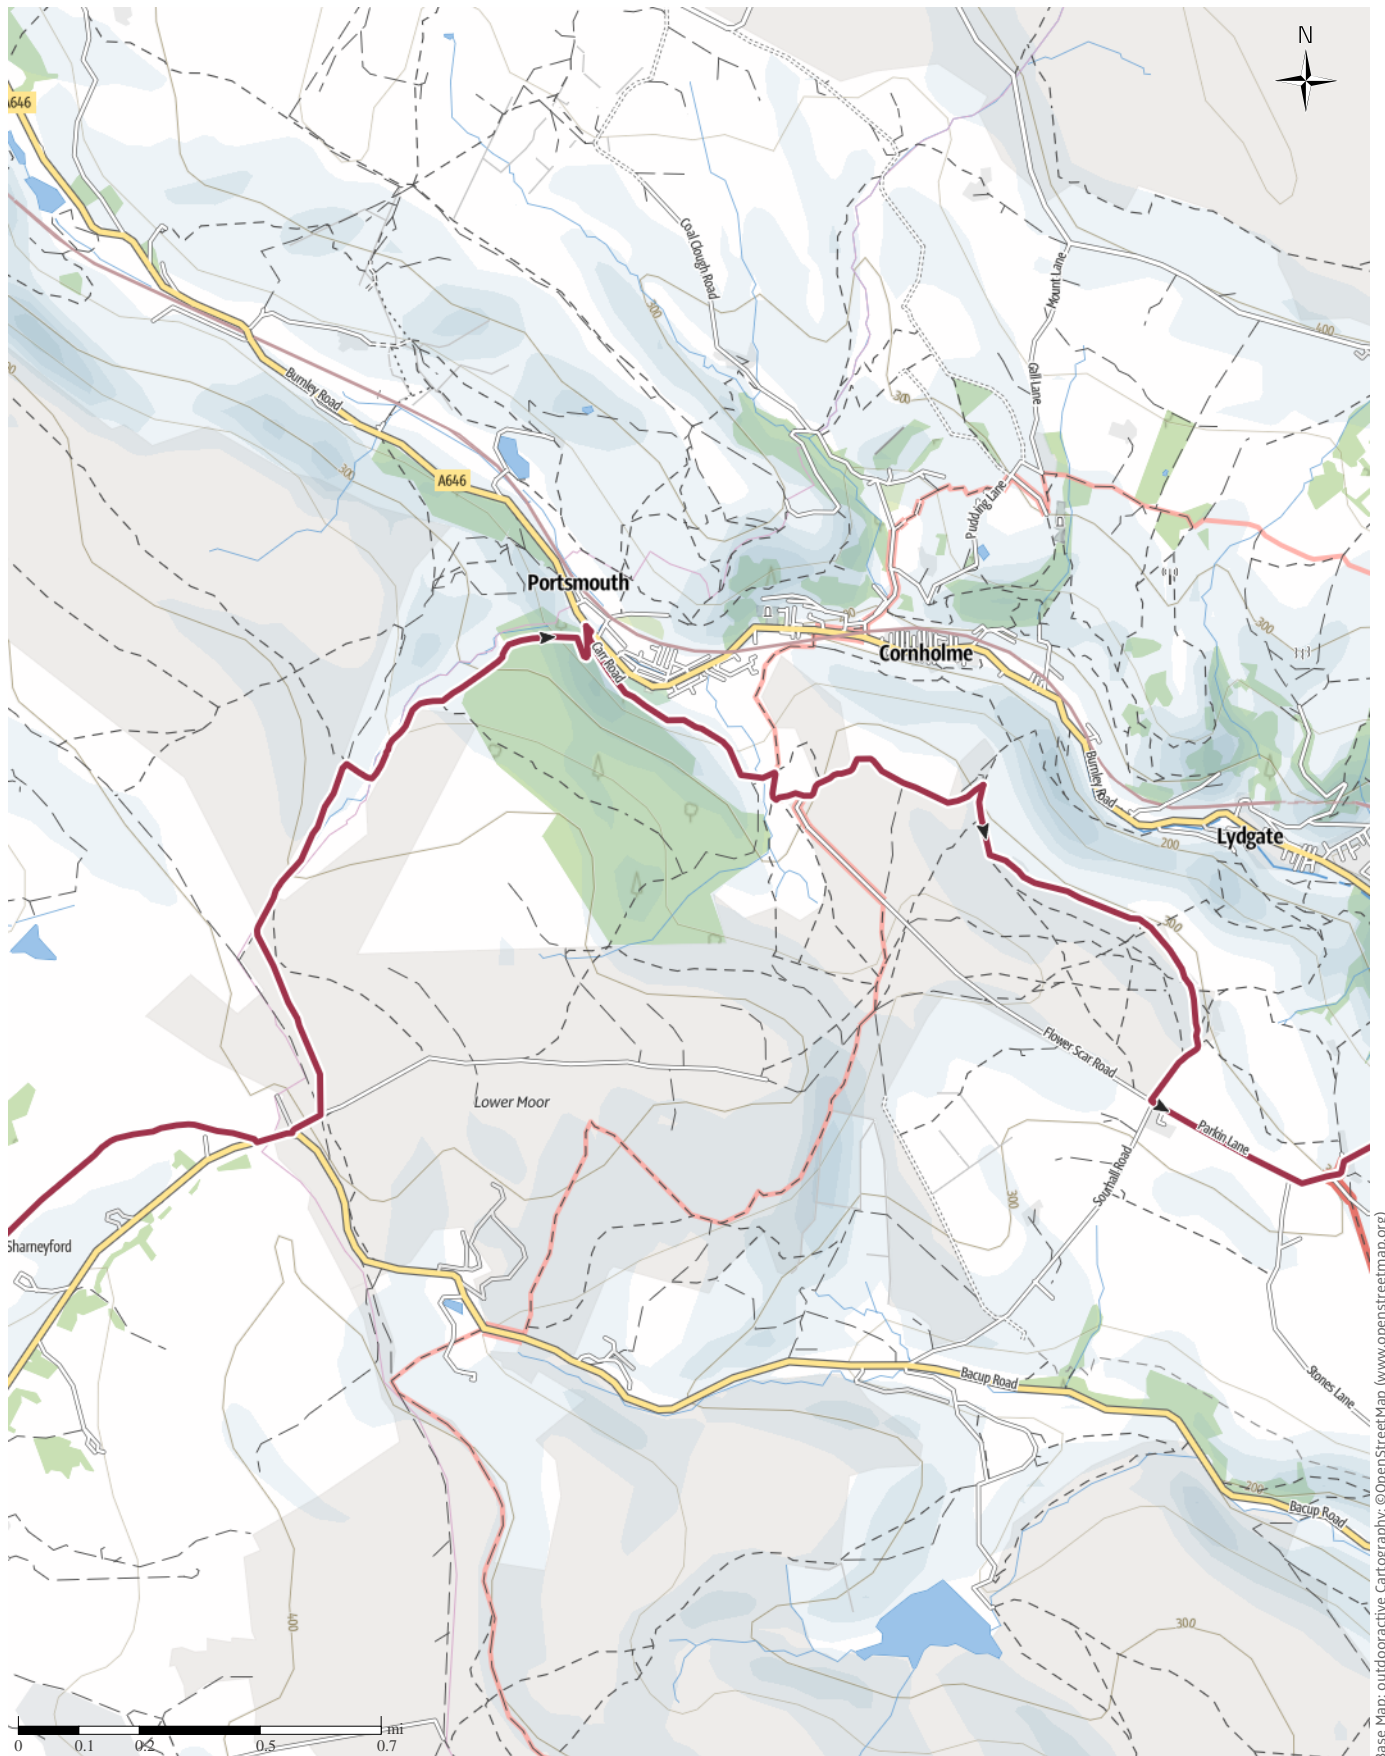 N
A646
Coal Clough Road
Mount Lane
300
400
Gall Lane
Burnley Road
300
300
A646
Pudding Lane
Portsmouth
300
Carr Road
Cornholme
Burnley Road
Lydgate
200
300
Flower Scar Road
Lower Moor
Parkin Lane
Sourhall Road
300
Sharneyford
Bacup Road
Stones Lane
200
Bacup Road
400
300
mi
0 0.1 0.2 0.5 0.7
ase Map: outdooractive Cartography: ©OpenStreetMap (www.openstreetmap.org)